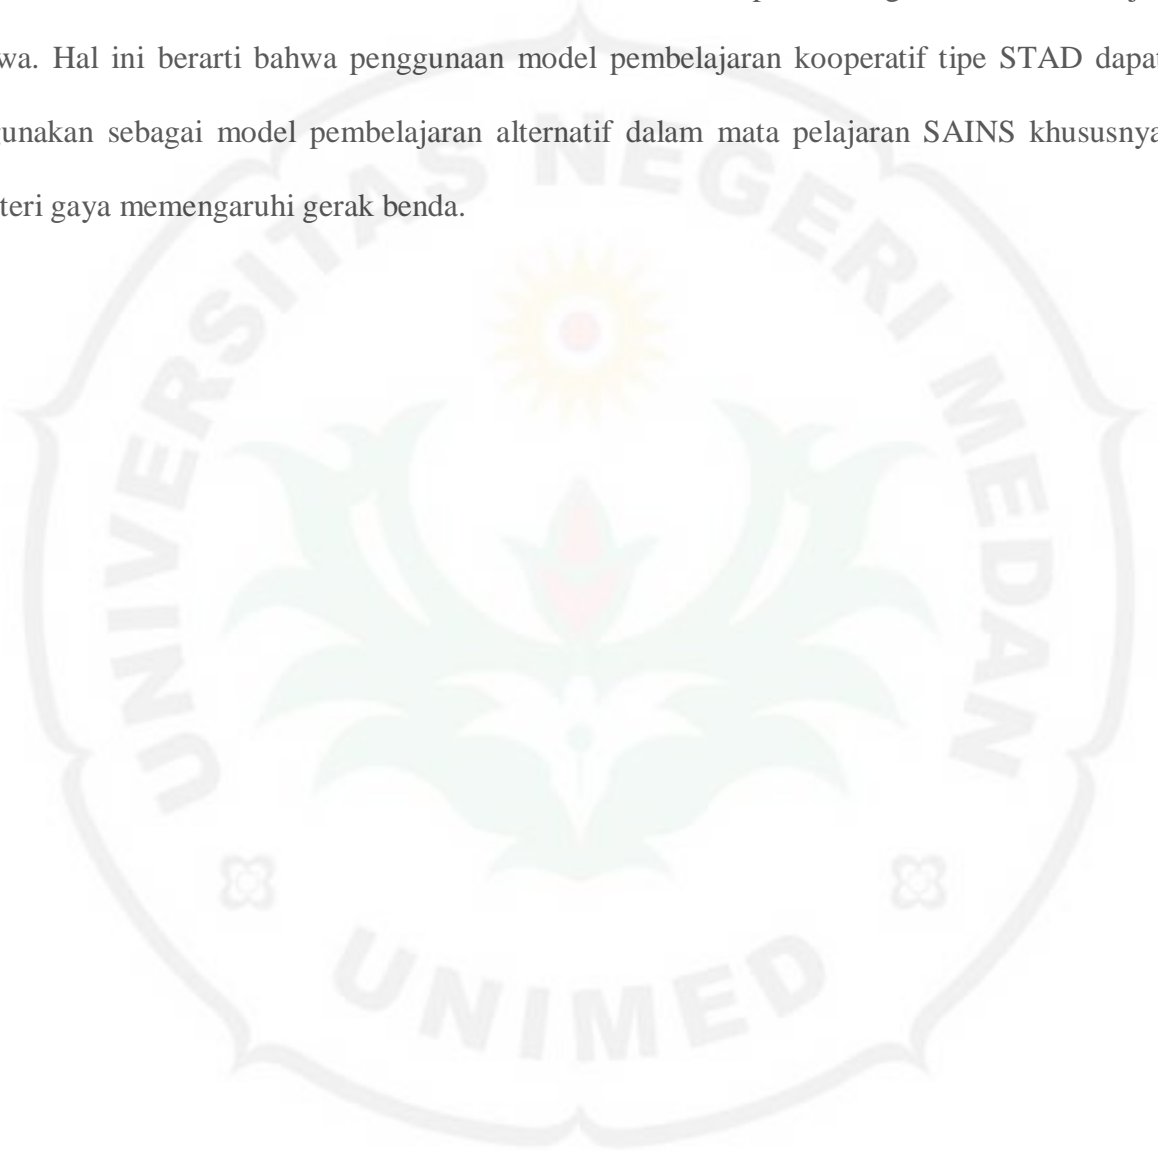 wa. Hal ini berarti bahwa penggunaan model pembelajaran kooperatif tipe STAD dapat
gunakan sebagai model pembelajaran alternatif dalam mata pelajaran SAINS khususnya
teri gaya memengaruhi gerak benda.
UNIVERSITAS NEGERI MEDAN
UNIMED